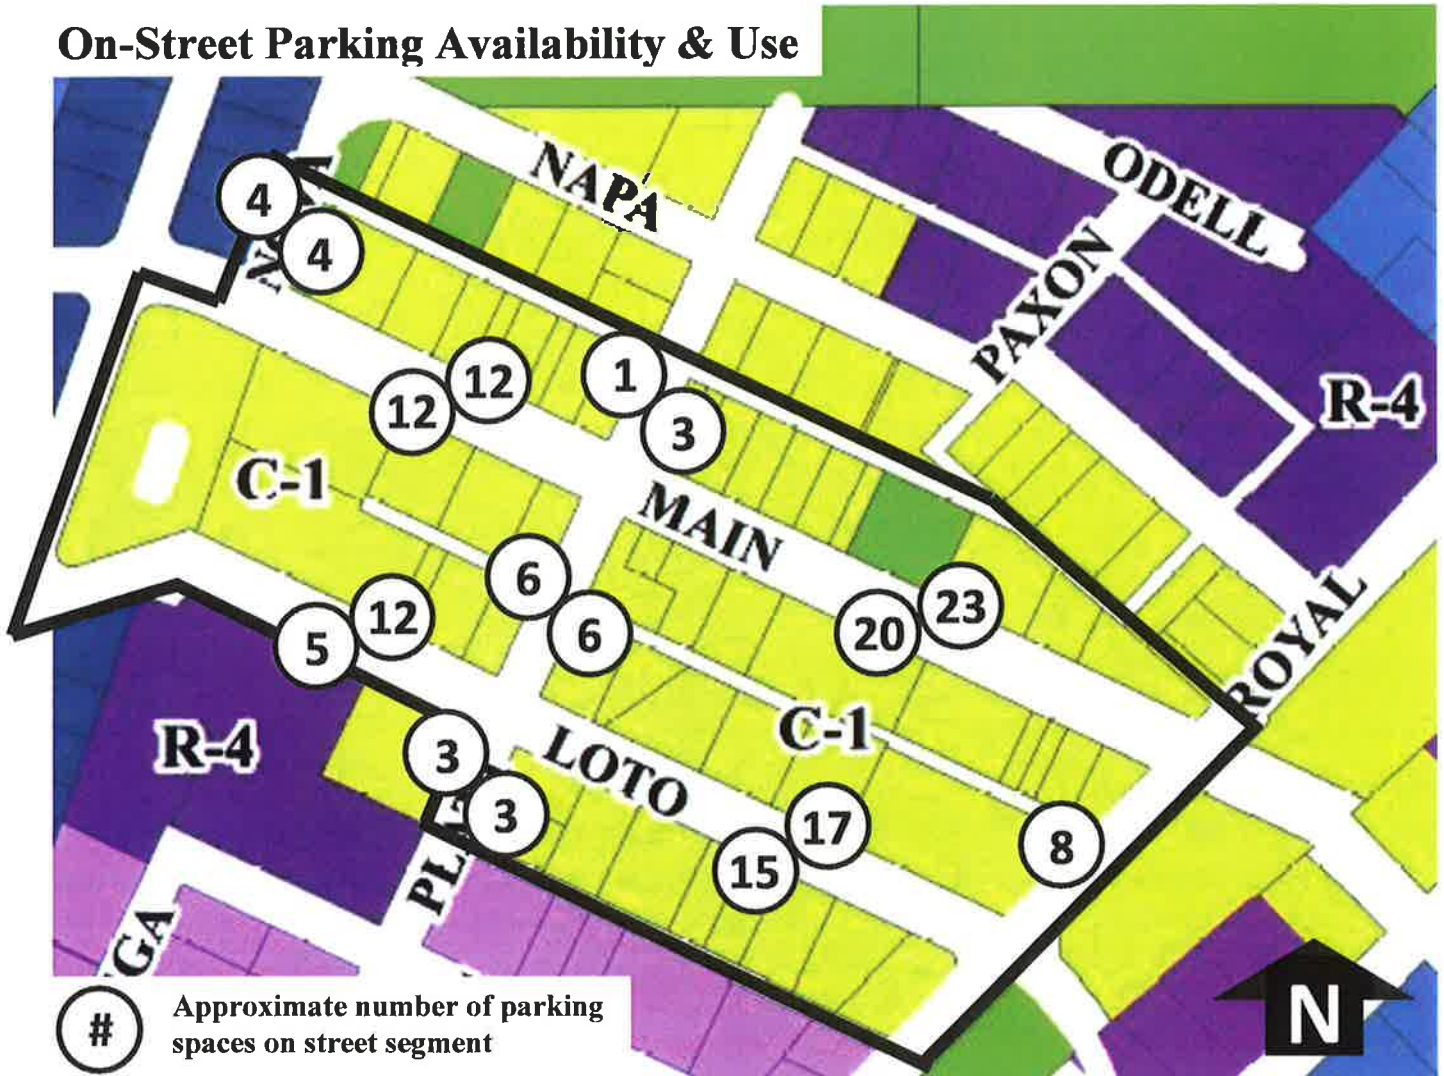 On-Street Parking Availability & Use
NAPA
ODELL
4
4
PAXON
12
12
1
3
R-4
C-1
MAIN
6
6
5
12
20
23
ROYAL
R-4
C-1
3
3
LOTO
17
15
8
N
#
Approximate number of parking
spaces on street segment